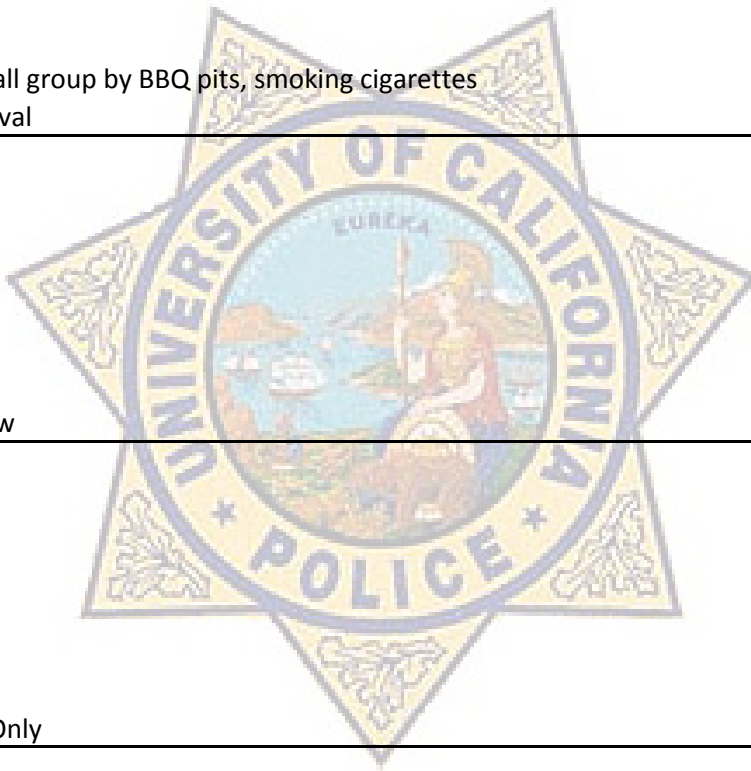 all group by BBQ pits, smoking cigarettes
val
UNIVERSITY OF CALIFORNIA
EUREKA
w
POLICE
Only